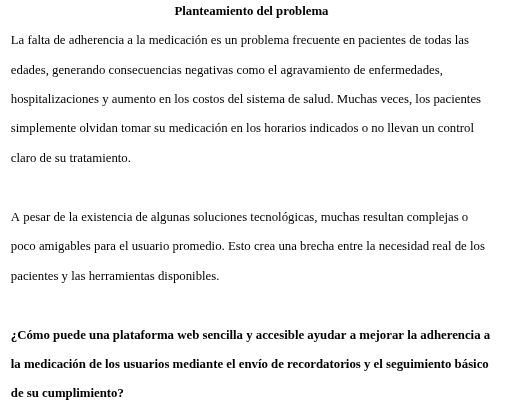 Planteamiento del problema
La falta de adherencia a la medicación es un problema frecuente en pacientes de todas las
edades, generando consecuencias negativas como el agravamiento de enfermedades,
hospitalizaciones y aumento en los costos del sistema de salud. Muchas veces, los pacientes
simplemente olvidan tomar su medicación en los horarios indicados o no llevan un control
claro de su tratamiento.
A pesar de la existencia de algunas soluciones tecnológicas, muchas resultan complejas o
poco amigables para el usuario promedio. Esto crea una brecha entre la necesidad real de los
pacientes y las herramientas disponibles.
¿Cómo puede una plataforma web sencilla y accesible ayudar a mejorar la adherencia a
la medicación de los usuarios mediante el envío de recordatorios y el seguimiento básico
de su cumplimiento?